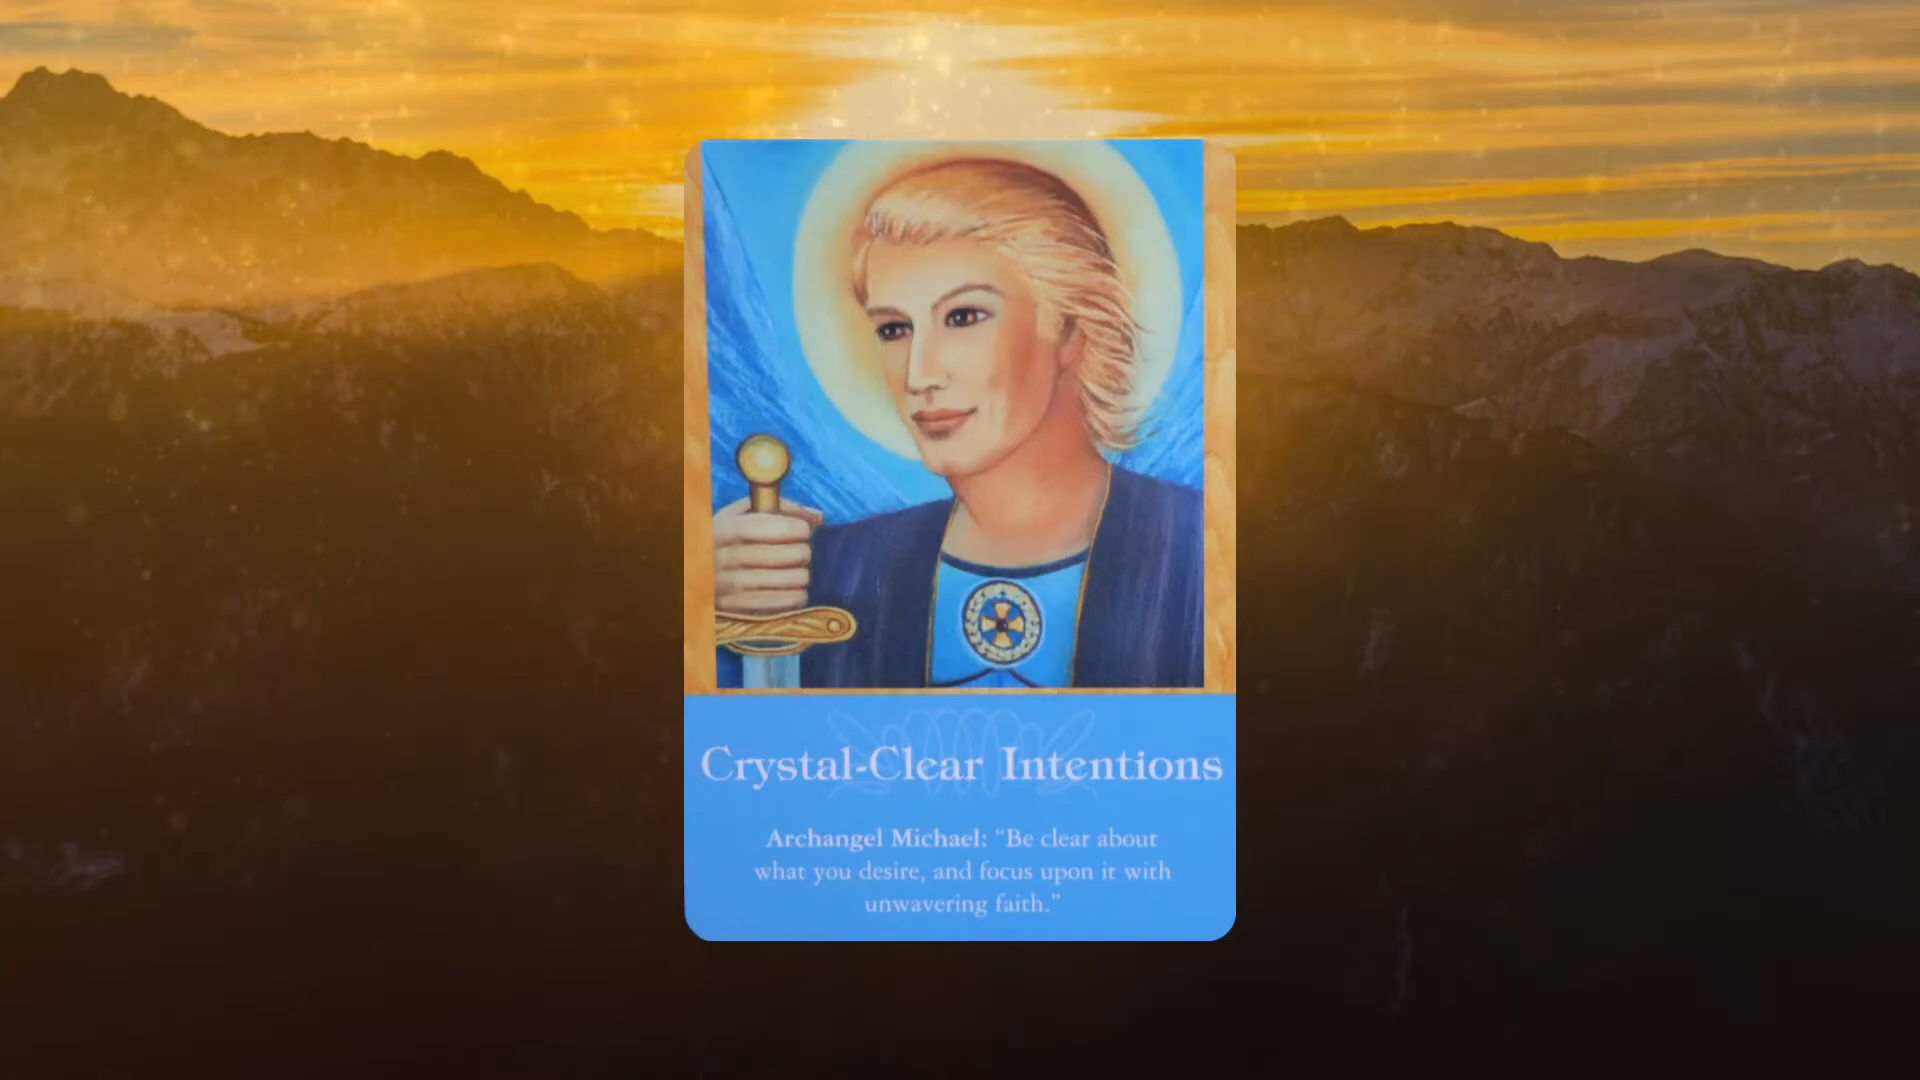 Crystal-Clear Intentions
Archangel Michael: “Be clear about
what you desire, and focus upon it with
unwavering faith.”